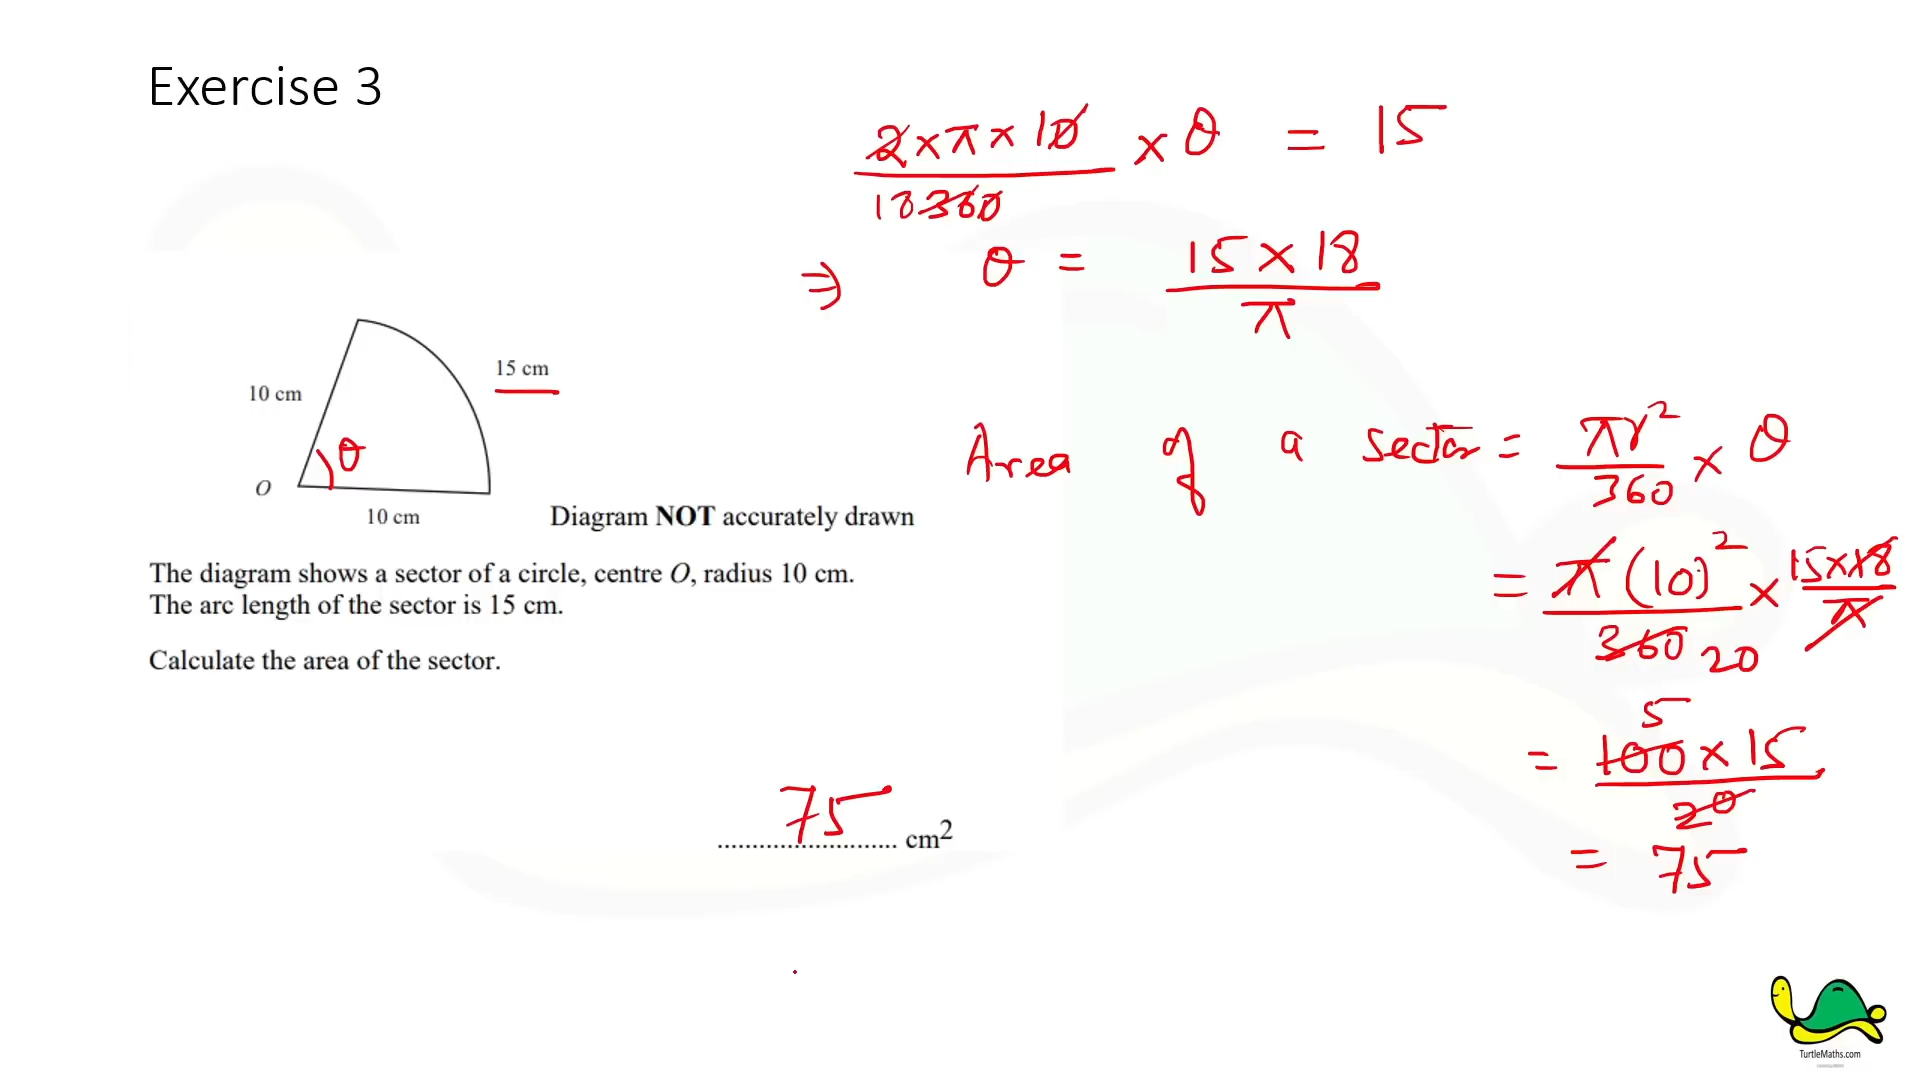 Exercise 3
2 × π × 10 × θ = 15
18 360
⇒ θ = 15 × 18
π
15 cm
10 cm
θ
O
10 cm
Diagram NOT accurately drawn
The diagram shows a sector of a circle, centre O, radius 10 cm.
The arc length of the sector is 15 cm.
Calculate the area of the sector.
75
.......................... cm²
Area of a sector = πr² × θ
360
= π (10)² × 15×18
360 20 π
5
= 100 × 15
20
= 75
TurtleMaths.com